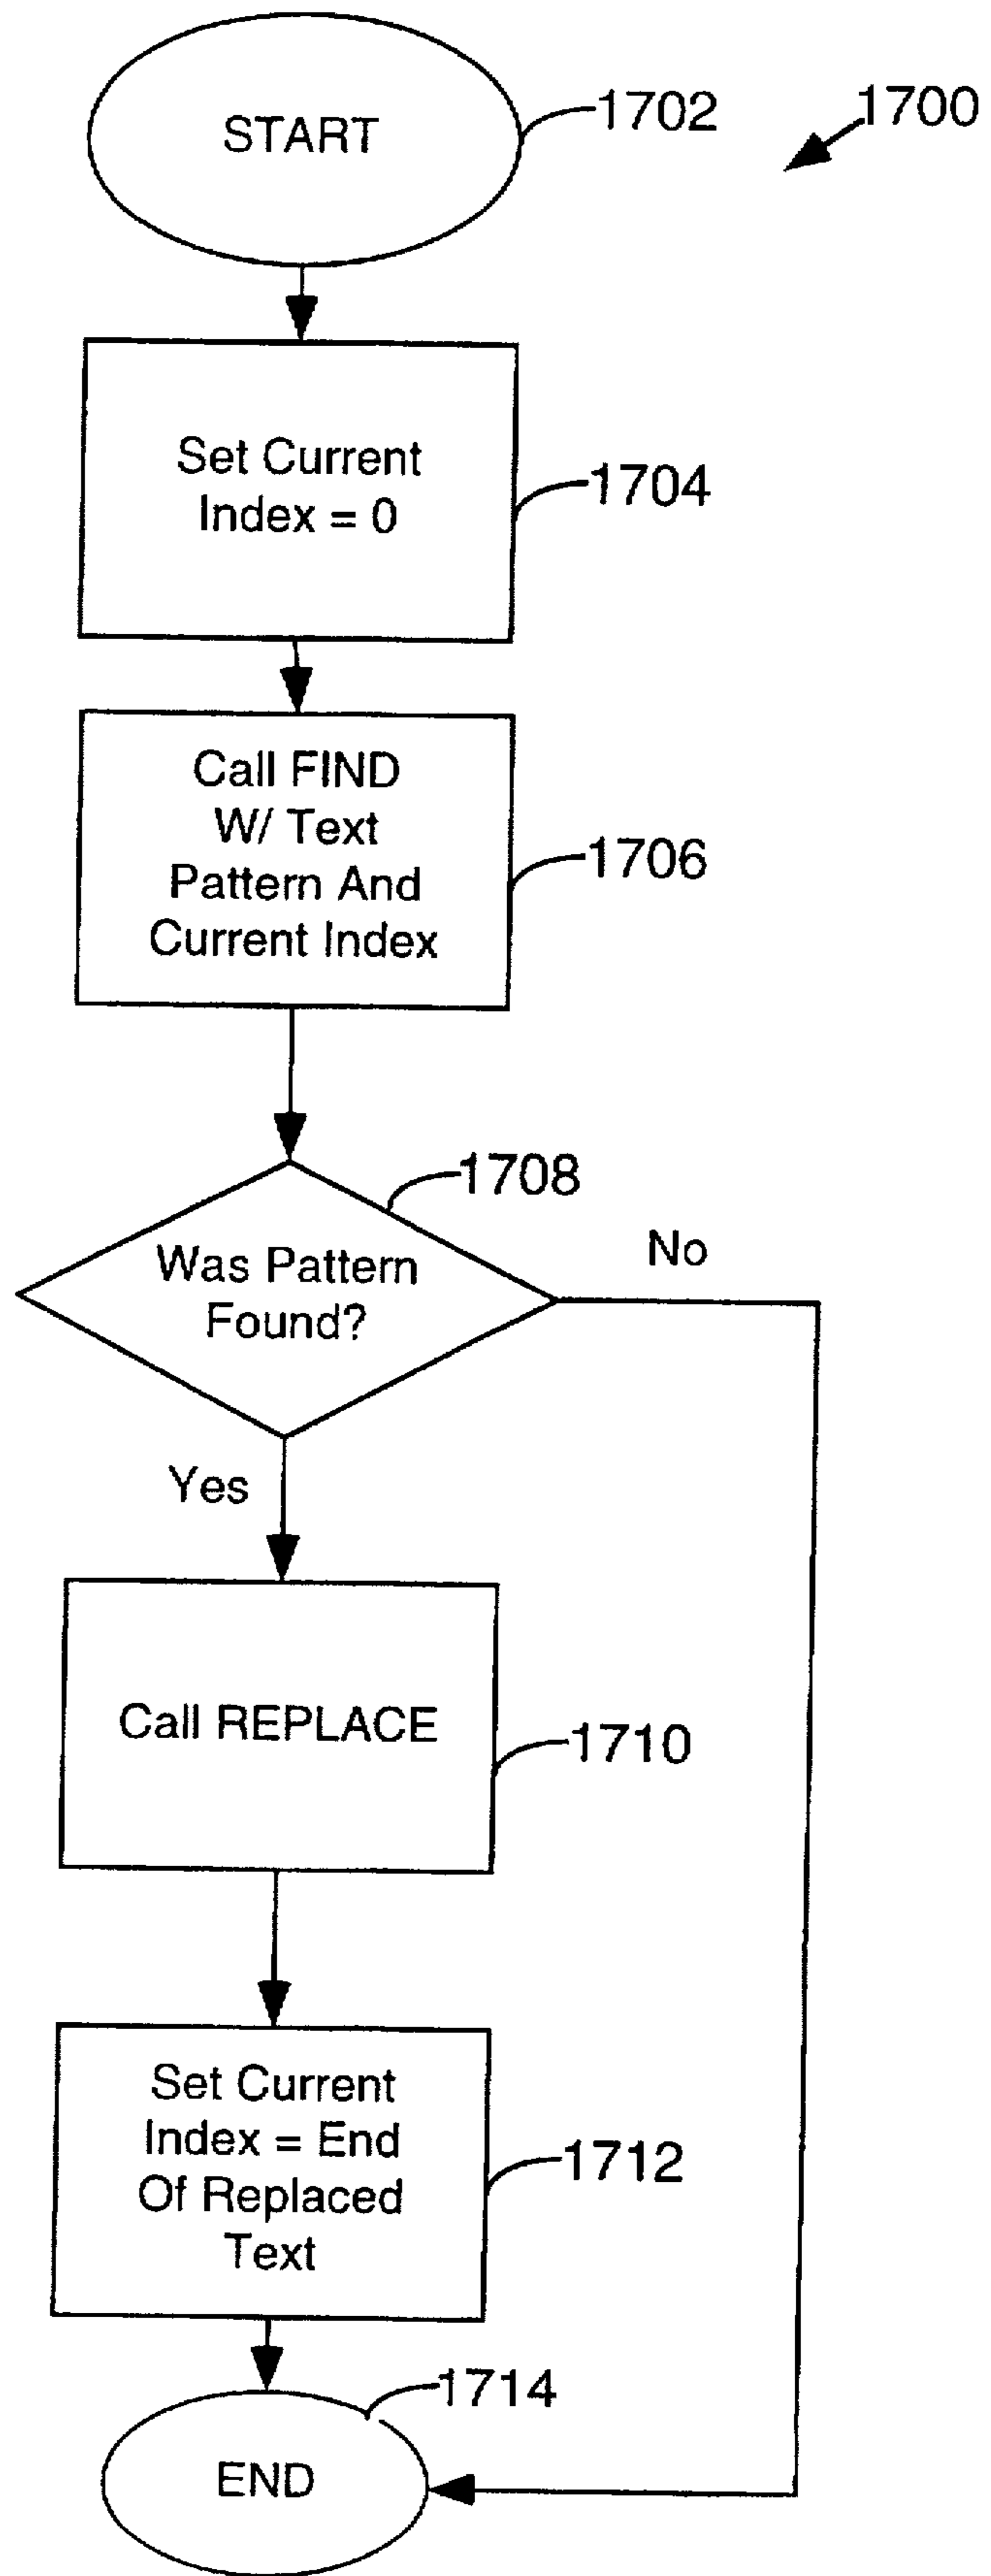 START
1702
1700
Set Current
Index = 0
1704
Call FIND
W/ Text
Pattern And
Current Index
1706
1708
Was Pattern
Found?
No
Yes
Call REPLACE
1710
Set Current
Index = End
Of Replaced
Text
1712
1714
END